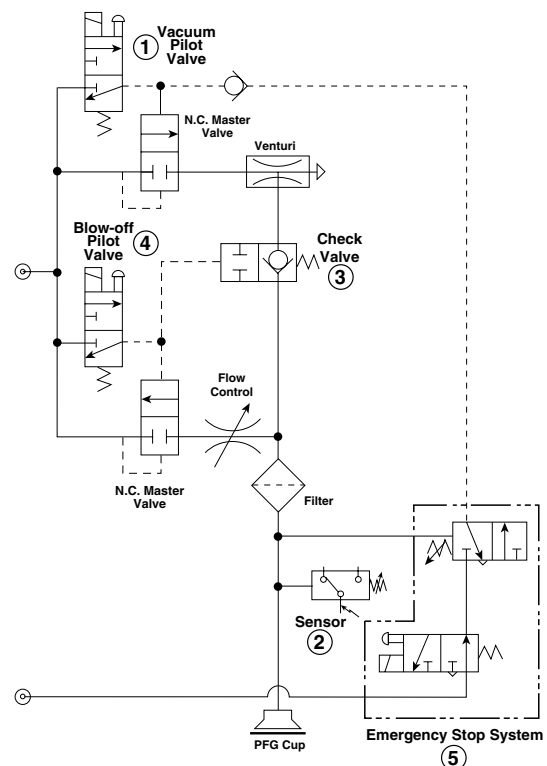 Vacuum
Pilot
Valve
1
N.C. Master
Valve
Venturi
Blow-off
Pilot
Valve
4
Check
Valve
3
Flow
Control
N.C. Master
Valve
Filter
Sensor
2
PFG Cup
Emergency Stop System
5